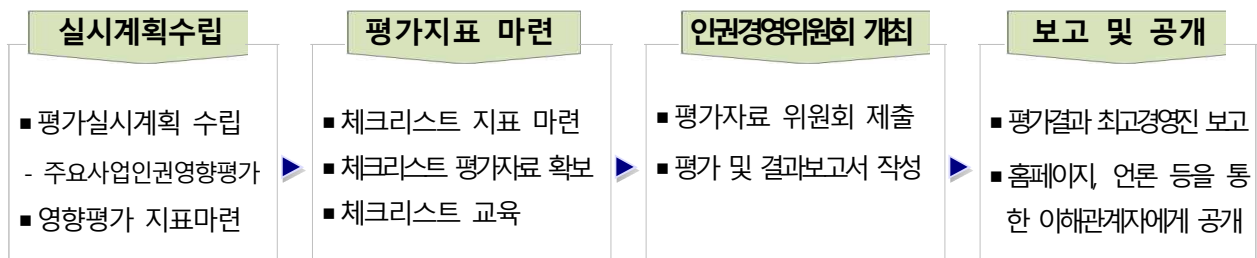 실시계획수립
■ 평가실시계획 수립
- 주요사업인권영향평가
■ 영향평가 지표마련
평가지표 마련
■ 체크리스트 지표 마련
■ 체크리스트 평가자료 확보
■ 체크리스트 교육
인권경영위원회 개최
■ 평가자료 위원회 제출
■ 평가 및 결과보고서 작성
보고 및 공개
■ 평가결과 최고경영진 보고
■ 홈페이지, 언론 등을 통
한 이해관계자에게 공개